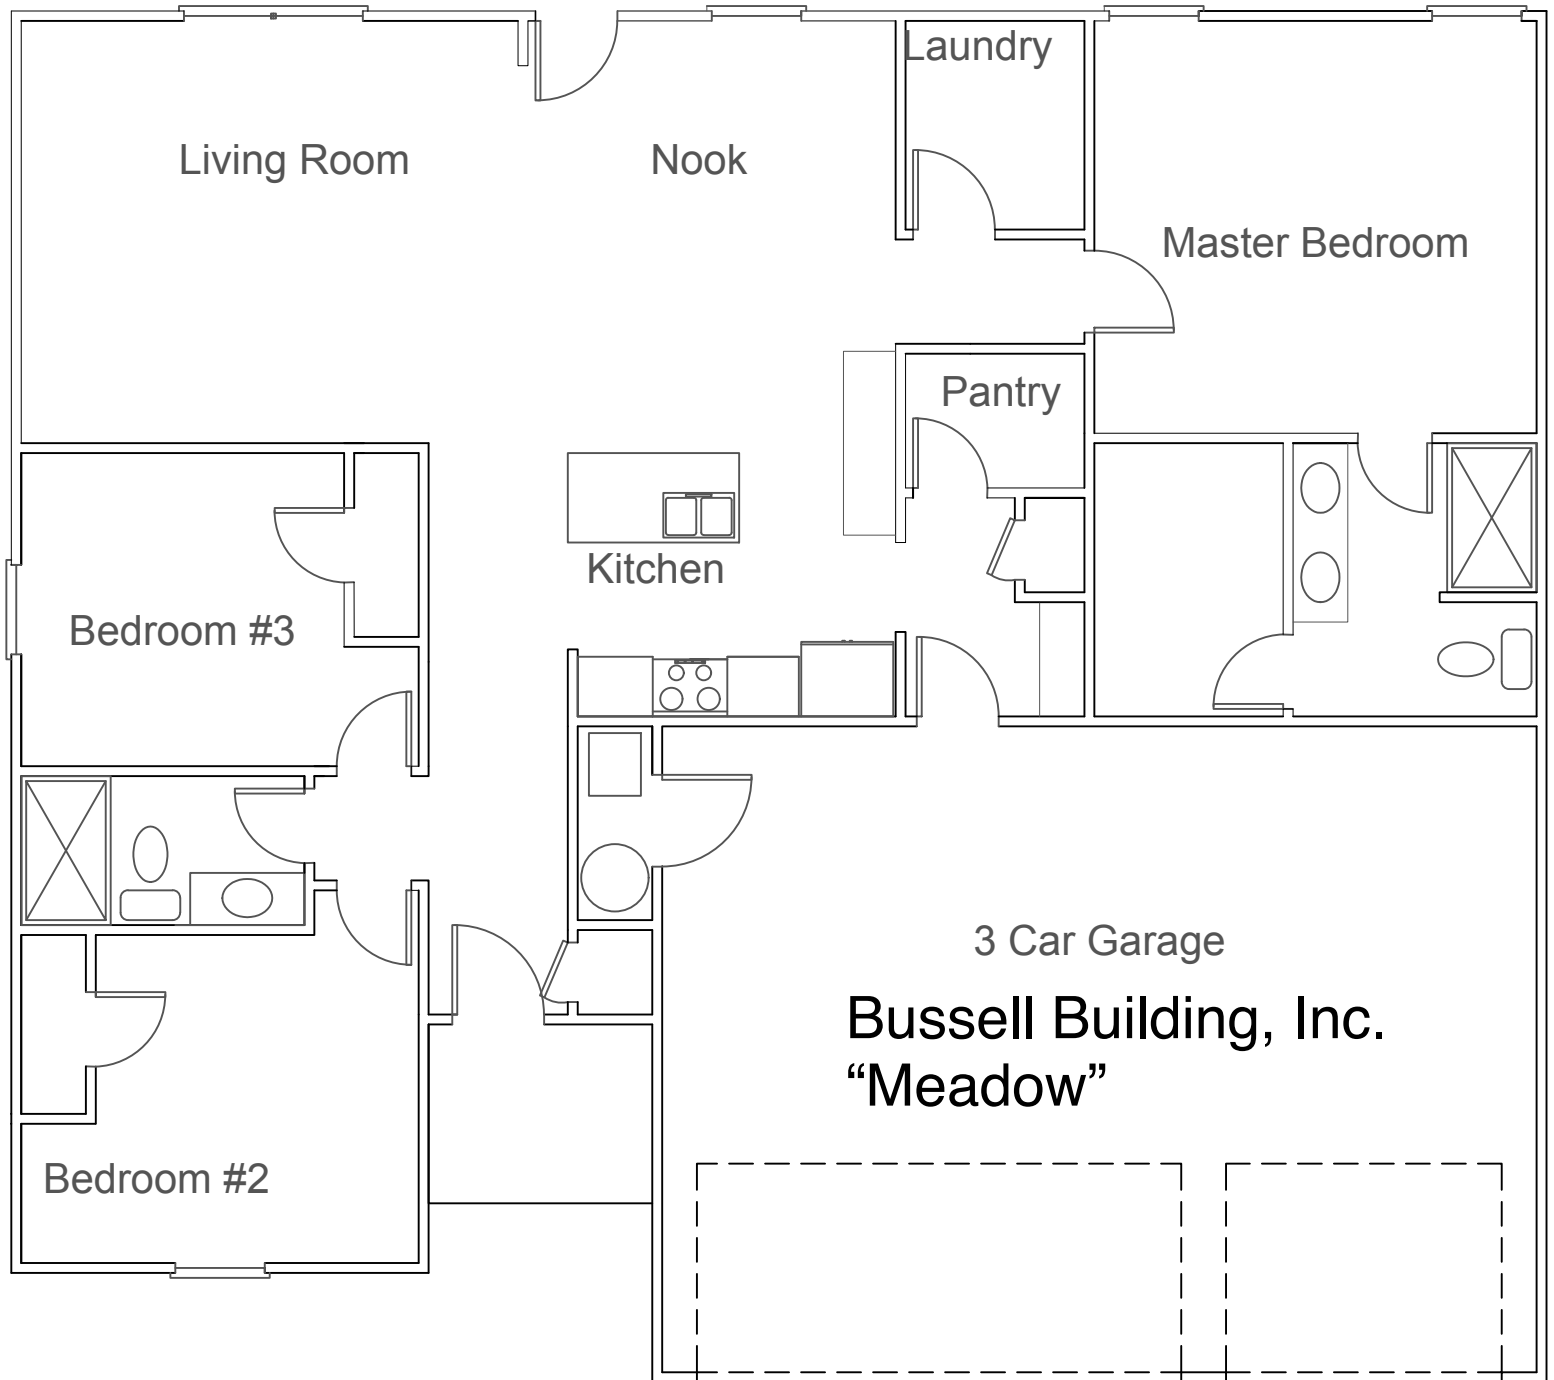 Laundry
Living Room
Nook
Master Bedroom
Pantry
Kitchen
Bedroom #3
3 Car Garage
Bussell Building, Inc.
“Meadow”
Bedroom #2